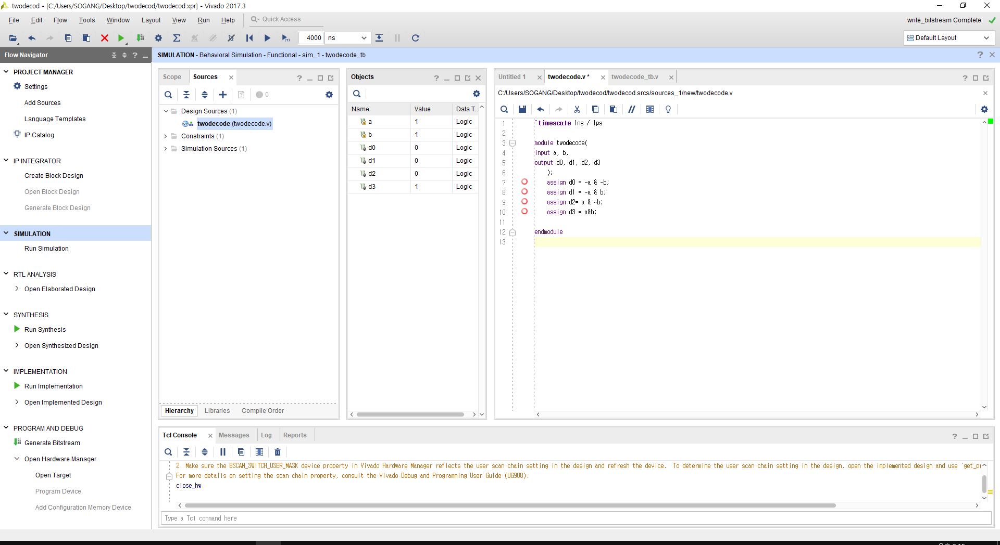 twodecod - [C:/Users/SOGANG/Desktop/twodecod/twodecod.xpr] - Vivado 2017.3
File Edit Flow Tools Window Layout View Run Help Quick Access
write_bitstream Complete
4000 ns
Default Layout
Flow Navigator
PROJECT MANAGER
Settings
Add Sources
Language Templates
IP Catalog
IP INTEGRATOR
Create Block Design
Open Block Design
Generate Block Design
SIMULATION
Run Simulation
RTL ANALYSIS
Open Elaborated Design
SYNTHESIS
Run Synthesis
Open Synthesized Design
IMPLEMENTATION
Run Implementation
Open Implemented Design
PROGRAM AND DEBUG
Generate Bitstream
Open Hardware Manager
Open Target
Program Device
Add Configuration Memory Device
SIMULATION - Behavioral Simulation - Functional - sim_1 - twodecode_tb
Scope Sources
0
Design Sources (1)
twodecode (twodecode.v)
Constraints (1)
Simulation Sources (1)
Hierarchy Libraries Compile Order
Objects
Name Value Data T...
a 1 Logic
b 1 Logic
d0 0 Logic
d1 0 Logic
d2 0 Logic
d3 1 Logic
Untitled 1 twodecode.v * twodecode_tb.v
C:/Users/SOGANG/Desktop/twodecod/twodecod.srcs/sources_1/new/twodecode.v
1 `timescale 1ns / 1ps
2
3 module twodecode(
4 input a, b,
5 output d0, d1, d2, d3
6 );
7 assign d0 = ~a & ~b;
8 assign d1 = ~a & b;
9 assign d2= a & ~b;
10 assign d3 = a&b;
11
12 endmodule
13
Tcl Console Messages Log Reports
2. Make sure the BSCAN_SWITCH_USER_MASK device property in Vivado Hardware Manager reflects the user scan chain setting in the design and refresh the device. To determine the user scan chain setting in the design, open the implemented design and use 'get_pr
For more details on setting the scan chain property, consult the Vivado Debug and Programming User Guide (UG908).
close_hw
Type a Tcl command here